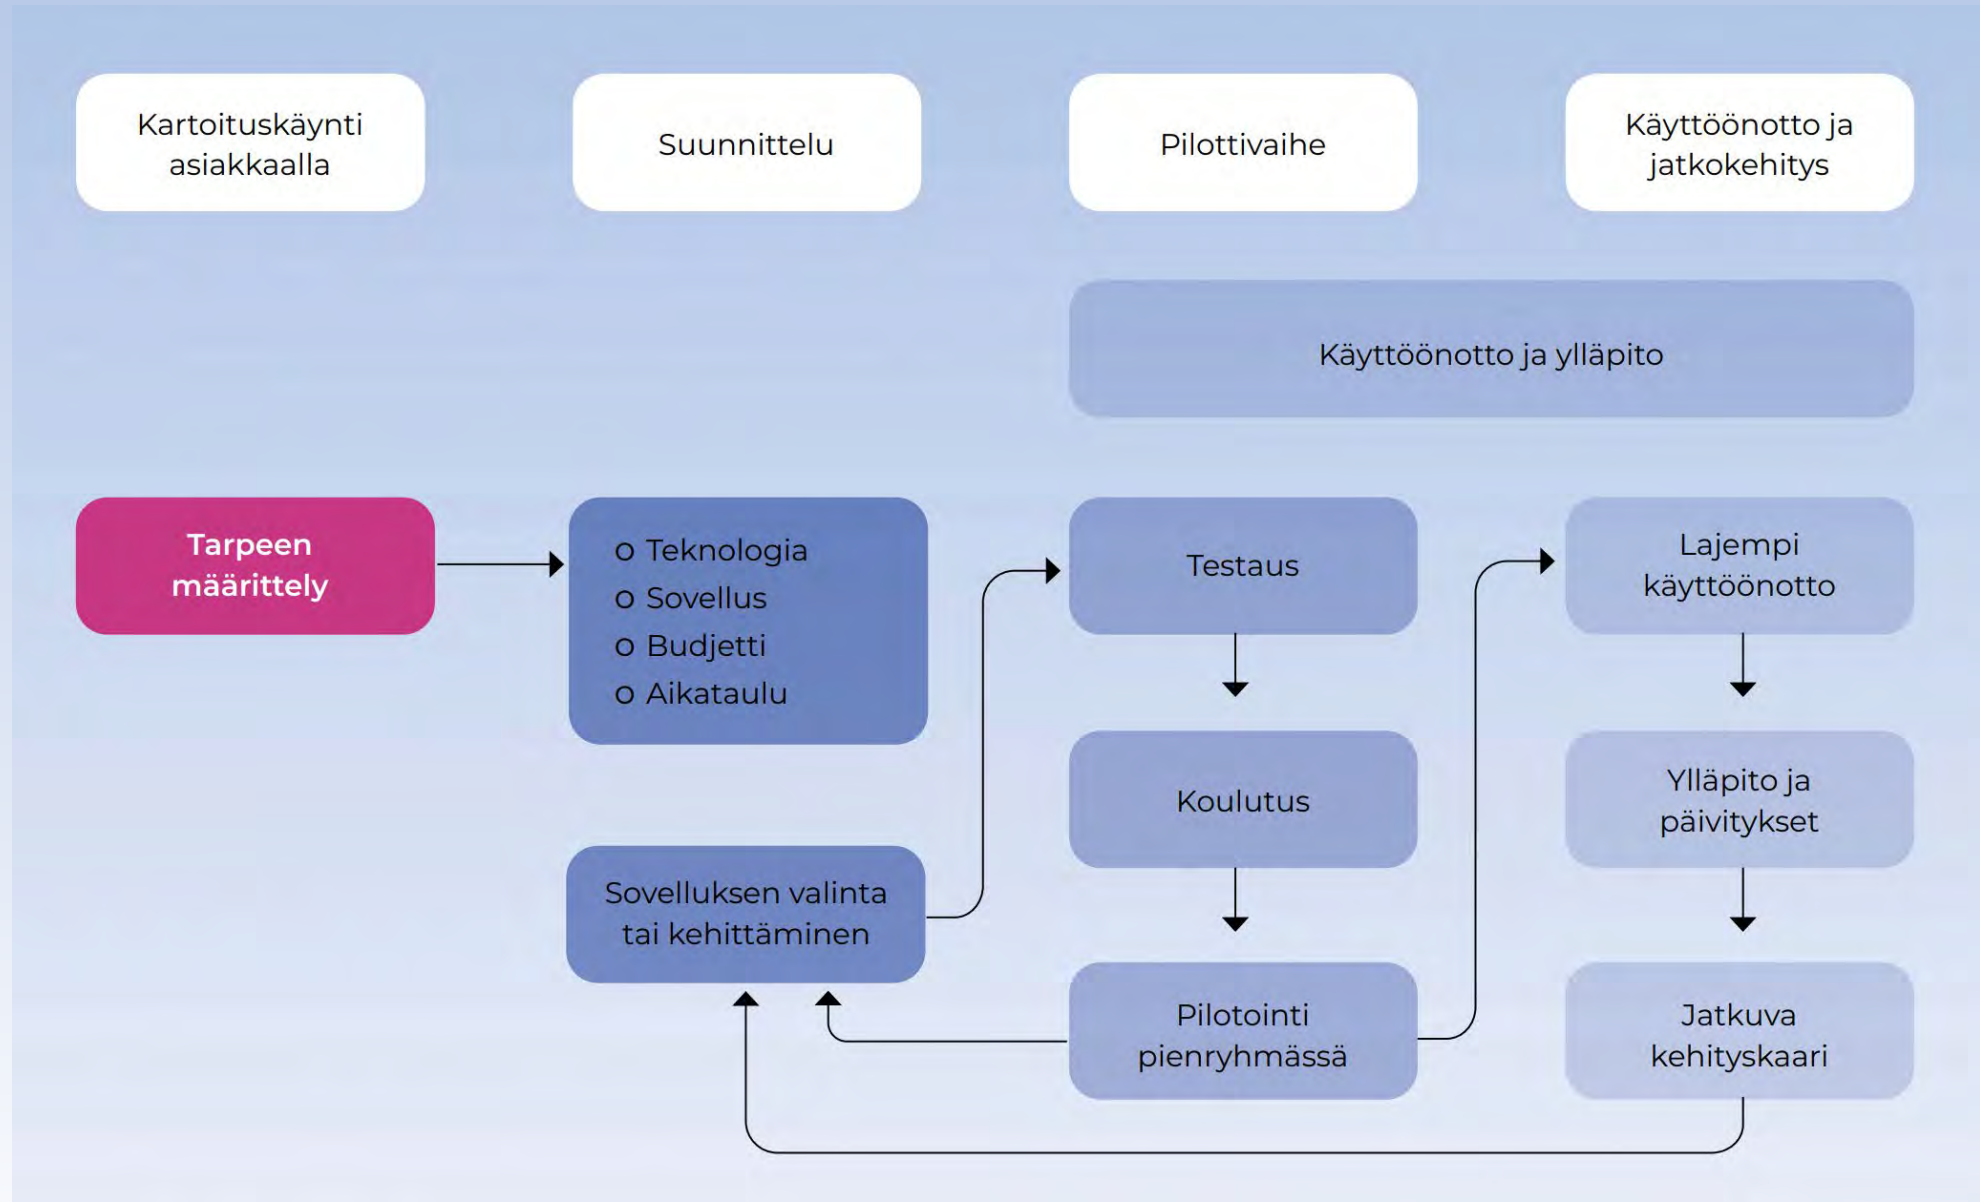 Kartoituskäynti
asiakkaalla
Suunnittelu
Pilottivaihe
Käyttöönotto ja
jatkokehitys
Käyttöönotto ja ylläpito
Tarpeen
määrittely
o Teknologia
o Sovellus
o Budjetti
o Aikataulu
Sovelluksen valinta
tai kehittäminen
Testaus
Koulutus
Pilotointi
pienryhmässä
Lajempi
käyttöönotto
Ylläpito ja
päivitykset
Jatkuva
kehityskaari